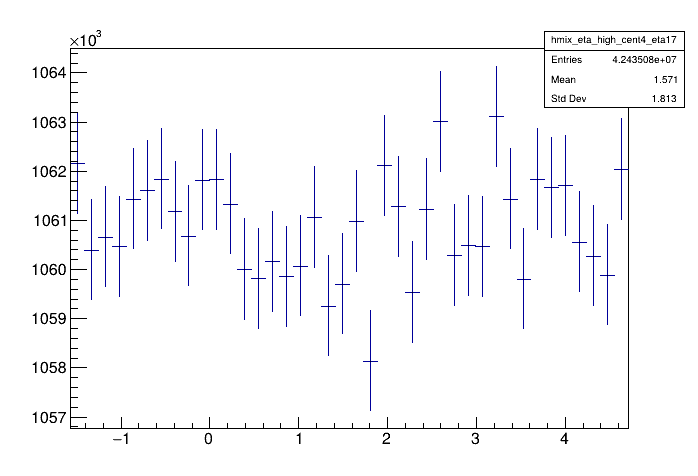 ×10³
hmix_eta_high_cent4_eta17
Entries 4.243508e+07
Mean 1.571
Std Dev 1.813
1064
1063
1062
1061
1060
1059
1058
1057
−1 0 1 2 3 4